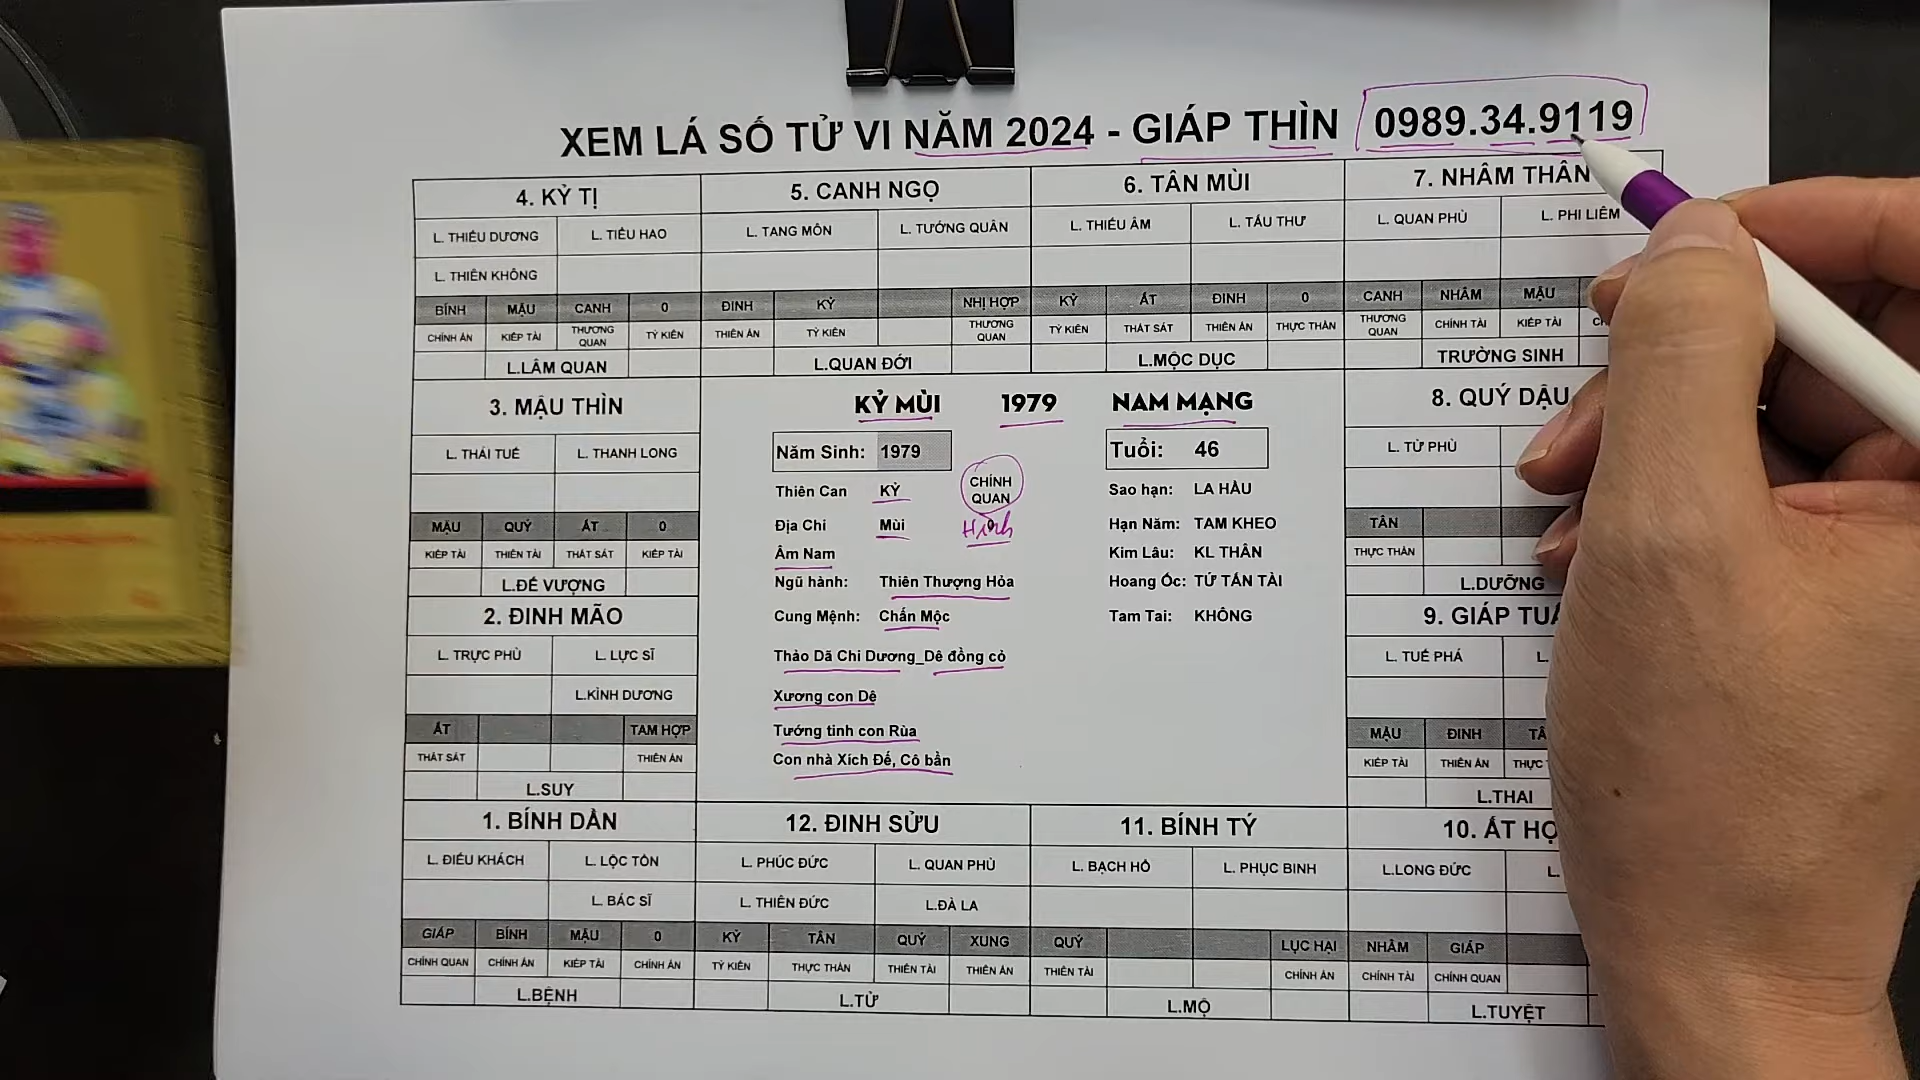 XEM LÁ SỐ TỬ VI NĂM 2024 - GIÁP THÌN 0989.34.9119
4. KỶ TỊ
L. THIẾU DƯƠNG L. TIỂU HAO
L. THIÊN KHÔNG
BÍNH MẬU CANH 0
CHÍNH ẤN KIẾP TÀI THƯƠNG QUAN TỶ KIÊN
L.LÂM QUAN
5. CANH NGỌ
L. TANG MÔN L. TƯỚNG QUÂN
ĐINH KỶ NHỊ HỢP
THIÊN ẤN TỶ KIÊN THƯƠNG QUAN
L.QUAN ĐỚI
6. TÂN MÙI
L. THIẾU ÂM L. TẤU THƯ
KỶ ẤT ĐINH 0
TỶ KIÊN THẤT SÁT THIÊN ẤN THỰC THẦN
L.MỘC DỤC
7. NHÂM THÂN
L. QUAN PHÙ L. PHI LIÊM
CANH NHÂM MẬU
THƯƠNG QUAN CHÍNH TÀI KIẾP TÀI
TRƯỜNG SINH
3. MẬU THÌN
L. THÁI TUẾ L. THANH LONG
MẬU QUÝ ẤT 0
KIẾP TÀI THIÊN TÀI THẤT SÁT KIẾP TÀI
L.ĐẾ VƯỢNG
KỶ MÙI 1979 NAM MẠNG
Năm Sinh: 1979 Tuổi: 46
Thiên Can KỶ CHÍNH QUAN Sao hạn: LA HẦU
Địa Chi Mùi 0 Hạn Năm: TAM KHEO
Âm Nam Kim Lâu: KL THÂN
Ngũ hành: Thiên Thượng Hỏa Hoang Ốc: TỨ TẤN TÀI
Cung Mệnh: Chấn Mộc Tam Tai: KHÔNG
Thảo Dã Chi Dương_Dê đồng cỏ
Xương con Dê
Tướng tinh con Rùa
Con nhà Xích Đế, Cô bần
8. QUÝ DẬU
L. TỬ PHÙ
TÂN
THỰC THẦN
L.DƯỠNG
2. ĐINH MÃO
L. TRỰC PHÙ L. LỰC SĨ
L.KÌNH DƯƠNG
ẤT TAM HỢP
THẤT SÁT THIÊN ẤN
L.SUY
9. GIÁP
L. TUẾ PHÁ L.
MẬU ĐINH
KIẾP TÀI THIÊN ẤN
L.THAI
1. BÍNH DẦN
L. ĐIẾU KHÁCH L. LỘC TỒN
L. BÁC SĨ
GIÁP BÍNH MẬU 0
CHÍNH QUAN CHÍNH ẤN KIẾP TÀI CHÍNH ẤN
L.BỆNH
12. ĐINH SỬU
L. PHÚC ĐỨC L. QUAN PHÙ
L. THIÊN ĐỨC L.ĐÀ LA
KỶ TÂN QUÝ XUNG
TỶ KIÊN THỰC THẦN THIÊN TÀI THIÊN ẤN
L.TỬ
11. BÍNH TÝ
L. BẠCH HỔ L. PHỤC BINH
QUÝ LỤC HẠI
THIÊN TÀI CHÍNH ẤN
L.MỘ
10. ẤT
L.LONG ĐỨC L.
NHÂM GIÁP
CHÍNH TÀI CHÍNH QUAN
L.TUYỆT